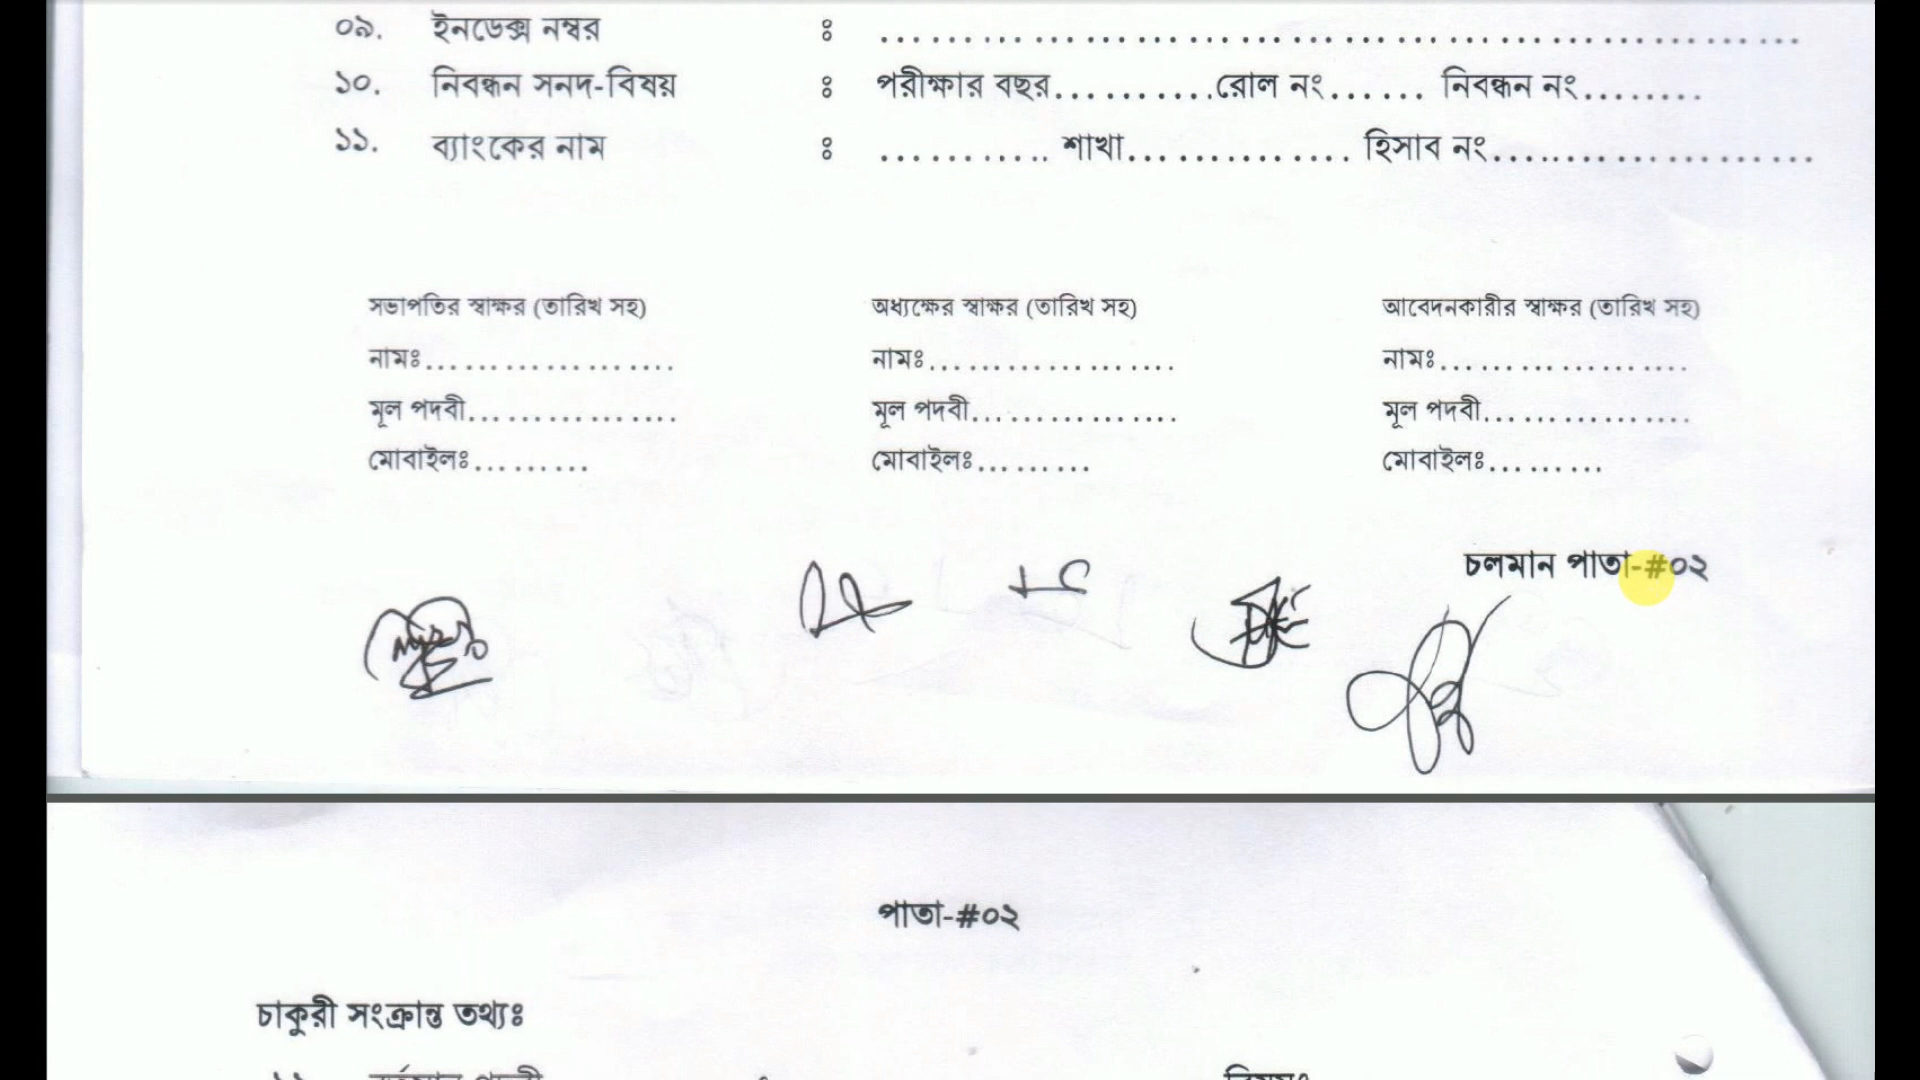 ০৯. ইনডেক্স নম্বর ঃ ................................................
১০. নিবন্ধন সনদ-বিষয় ঃ পরীক্ষার বছর...........রোল নং...... নিবন্ধন নং........
১১. ব্যাংকের নাম ঃ ........... শাখা............. হিসাব নং...................
সভাপতির স্বাক্ষর (তারিখ সহ) অধ্যক্ষের স্বাক্ষর (তারিখ সহ) আবেদনকারীর স্বাক্ষর (তারিখ সহ)
নামঃ................... নামঃ................... নামঃ...................
মূল পদবী................ মূল পদবী................ মূল পদবী................
মোবাইলঃ......... মোবাইলঃ......... মোবাইলঃ.........
চলমান পাতা-#০২
পাতা-#০২
চাকুরী সংক্রান্ত তথ্যঃ